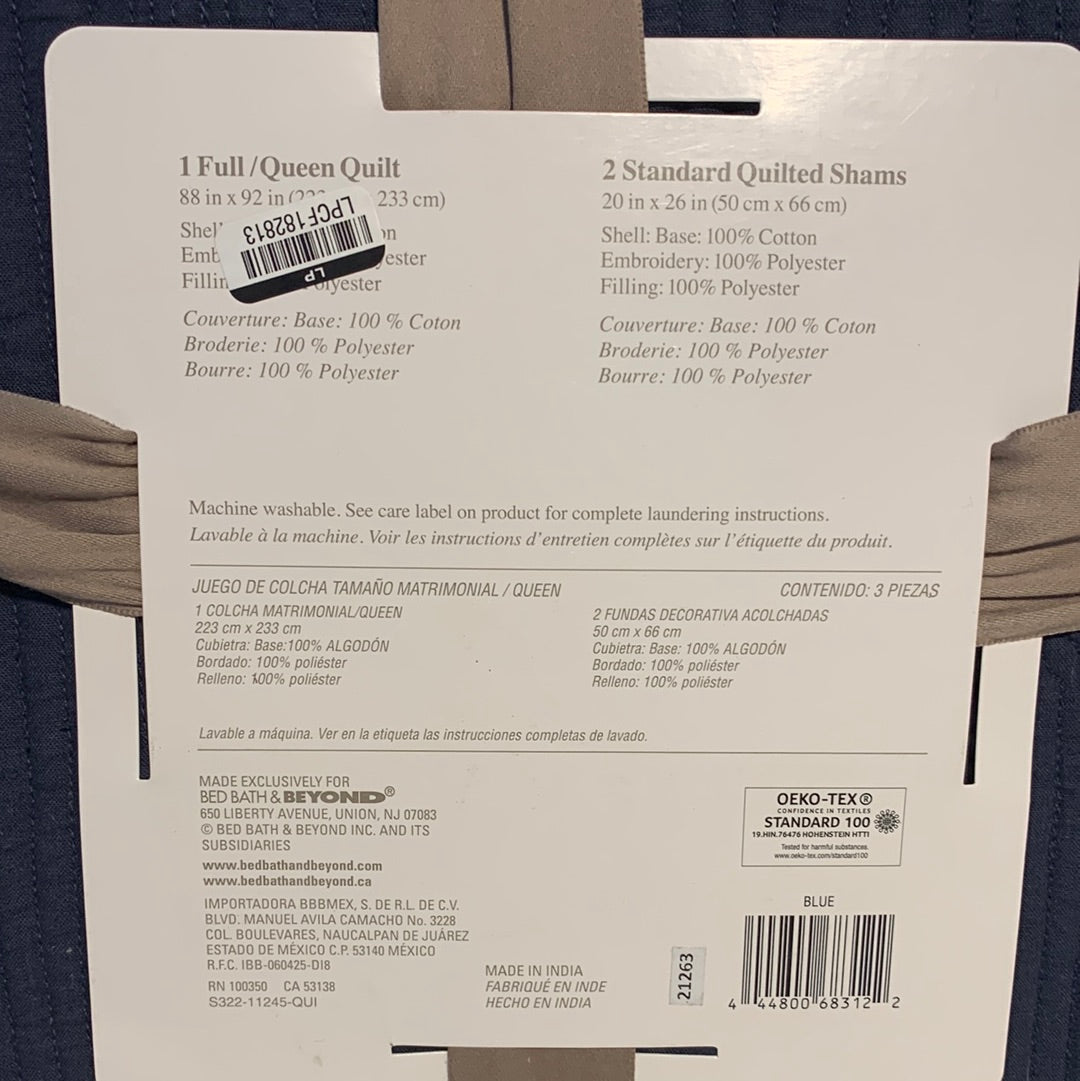 1 Full/Queen Quilt
88 in x 92 in 233 cm)
Embr
Polyester
LPCF182813
LP
Couverture: Base: 100 % Coton
Broderie: 100 % Polyester
Bourre: 100 % Polyester
2 Standard Quilted Shams
20 in x 26 in (50 cm x 66 cm)
Shell: Base: 100% Cotton
Embroidery: 100% Polyester
Filling: 100% Polyester
Couverture: Base: 100 % Coton
Broderie: 100 % Polyester
Bourre: 100 % Polyester
Machine washable. See care label on product for complete laundering instructions.
Lavable à la machine. Voir les instructions d'entretien complètes sur l'étiquette du produit.
JUEGO DE COLCHA TAMAÑO MATRIMONIAL / QUEEN
CONTENIDO: 3 PIEZAS
1 COLCHA MATRIMONIAL/QUEEN
223 cm x 233 cm
Cubietra: Base:100% ALGODÓN
Bordado: 100% poliéster
Relleno: 100% poliéster
2 FUNDAS DECORATIVA ACOLCHADAS
50 cm x 66 cm
Cubietra: Base: 100% ALGODÓN
Bordado: 100% poliéster
Relleno: 100% poliéster
Lavable a máquina. Ver en la etiqueta las instrucciones completas de lavado.
MADE EXCLUSIVELY FOR
BED BATH & BEYOND®
650 LIBERTY AVENUE, UNION, NJ 07083
© BED BATH & BEYOND INC. AND ITS
SUBSIDIARIES
www.bedbathandbeyond.com
www.bedbathandbeyond.ca
IMPORTADORA BBBMEX, S. DE R.L. DE C.V.
BLVD. MANUEL AVILA CAMACHO No. 3228
COL. BOULEVARES, NAUCALPAN DE JUÁREZ
ESTADO DE MÉXICO C.P. 53140 MÉXICO
R.F.C. IBB-060425-DI8
RN 100350 CA 53138
S322-11245-QUI
MADE IN INDIA
FABRIQUÉ EN INDE
HECHO EN INDIA
21263
OEKO-TEX®
CONFIDENCE IN TEXTILES
STANDARD 100
19.HIN.76476 HOHENSTEIN HTTI
Tested for harmful substances.
www.oeko-tex.com/standard100
BLUE
4 44800 68312 2